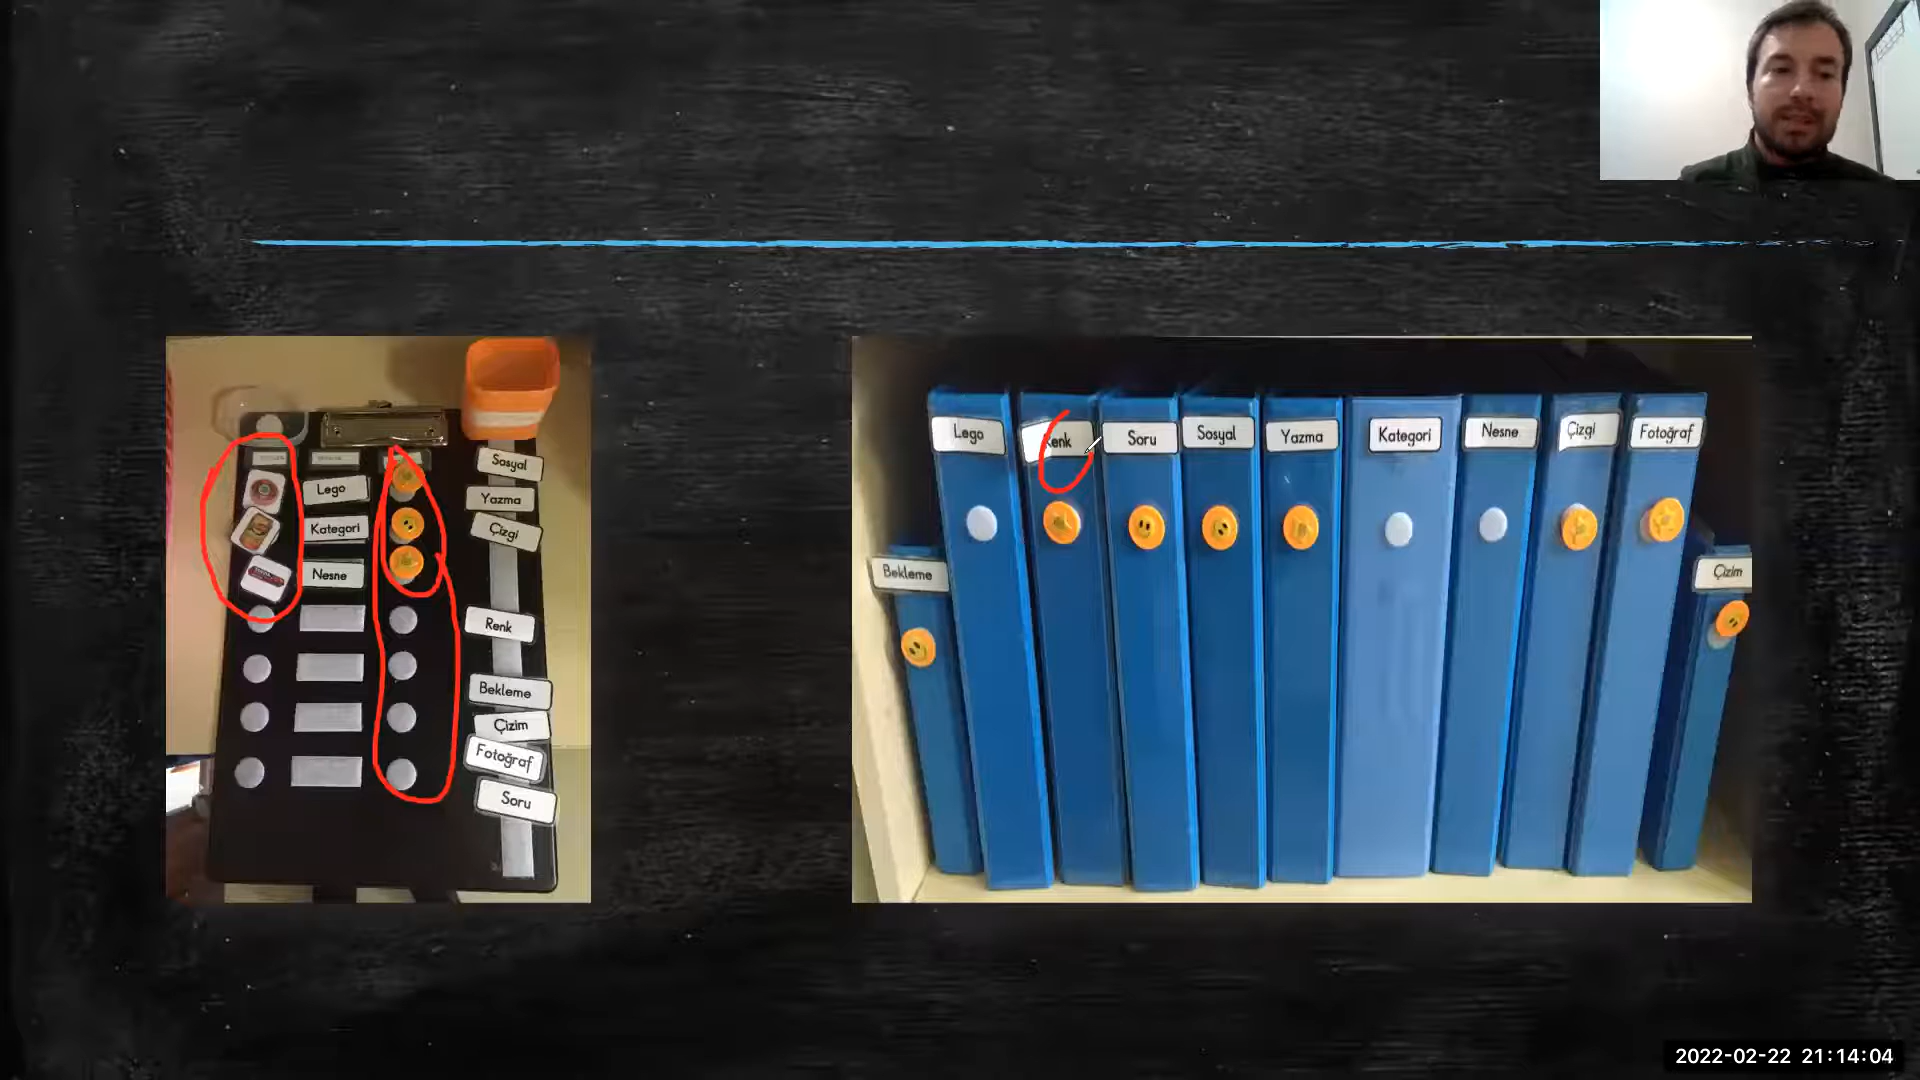 Lego
Kategori
Nesne
Sosyal
Yazma
Çizgi
Renk
Bekleme
Çizim
Fotoğraf
Soru
Lego
Soru
Sosyal
Yazma
Kategori
Nesne
Çizgi
Fotoğraf
Bekleme
Çizim
2022-02-22 21:14:04